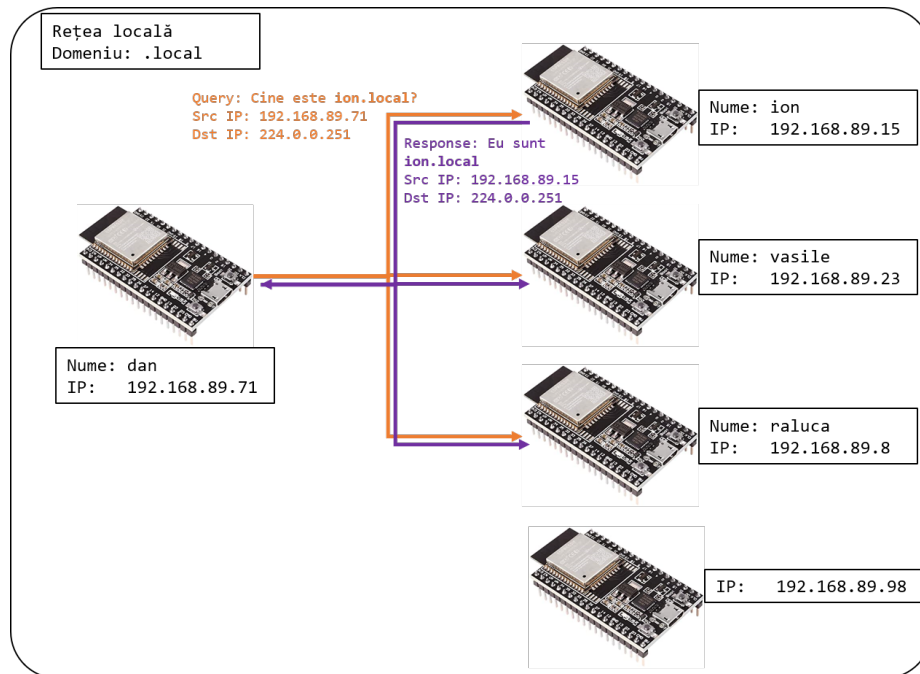 Rețea locală
Domeniu: .local
Query: Cine este ion.local?
Src IP: 192.168.89.71
Dst IP: 224.0.0.251
Response: Eu sunt
ion.local
Src IP: 192.168.89.15
Dst IP: 224.0.0.251
Nume: ion
IP: 192.168.89.15
Nume: vasile
IP: 192.168.89.23
Nume: dan
IP: 192.168.89.71
Nume: raluca
IP: 192.168.89.8
IP: 192.168.89.98